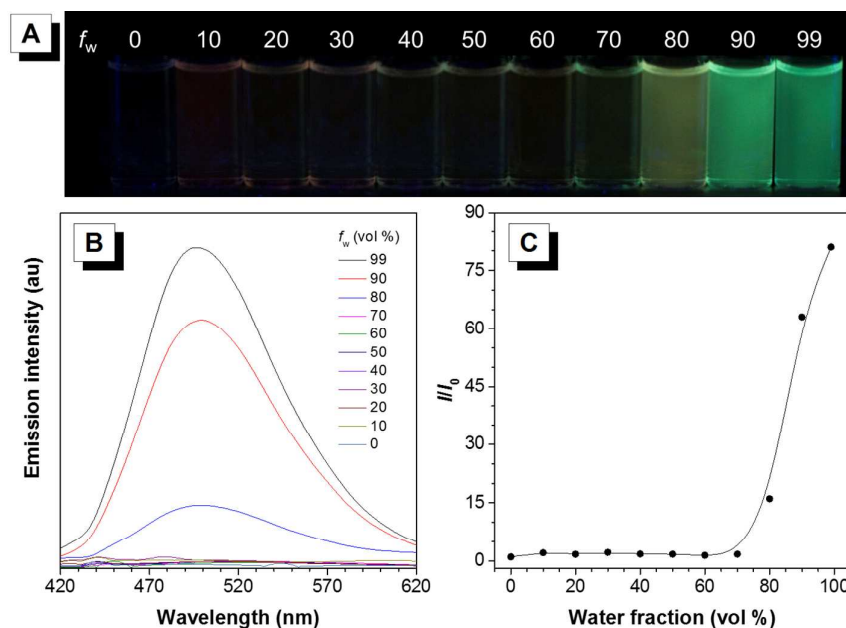 A
fw 0 10 20 30 40 50 60 70 80 90 99
B
Emission intensity (au)
fw (vol %)
99
90
80
70
60
50
40
30
20
10
0
420 470 520 570 620
Wavelength (nm)
C
I/I0
90
75
60
45
30
15
0
0 20 40 60 80 100
Water fraction (vol %)